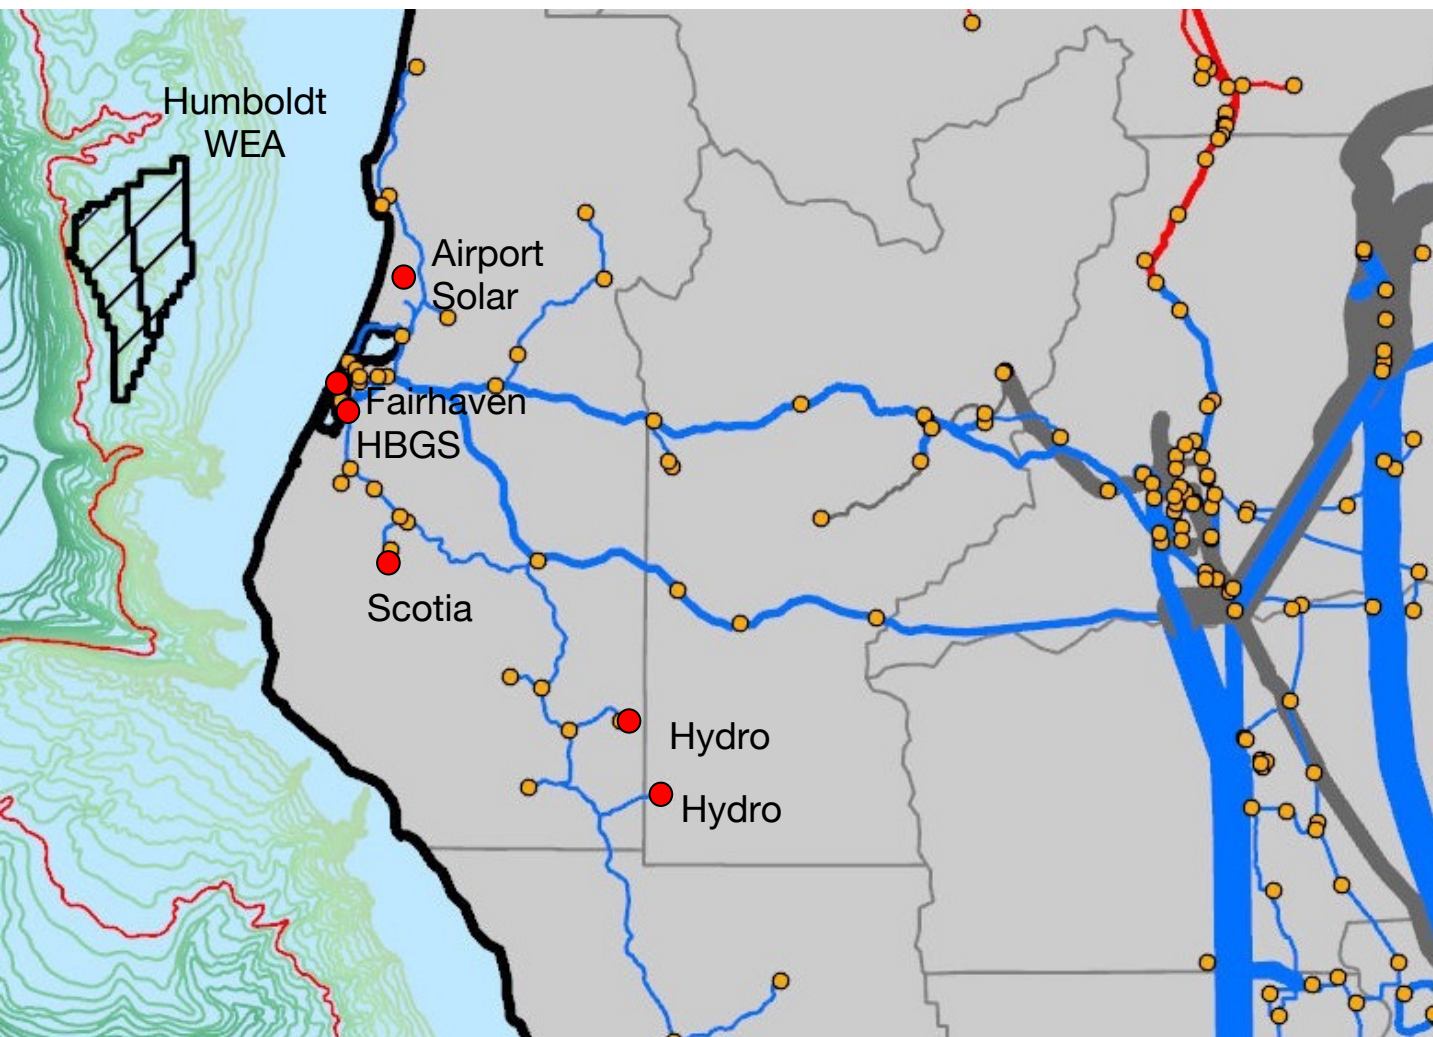 Humboldt
WEA
Airport
Solar
Fairhaven
HBGS
Scotia
Hydro
Hydro